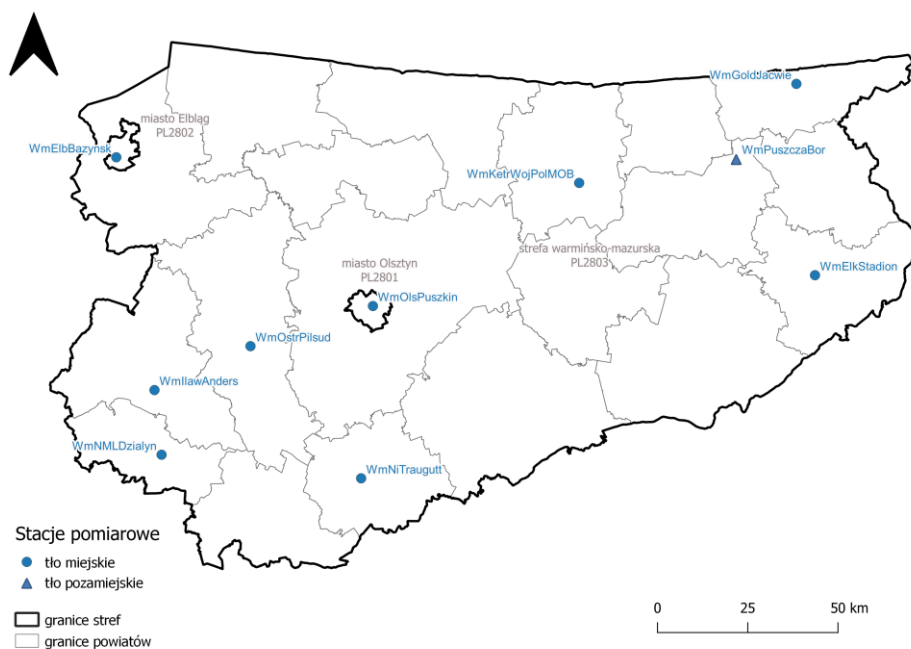 WmGoldJacwie
miasto Elbląg
PL2802
WmElbBazynsk
WmPuszczaBor
WmKetrWojPolMOB
strefa warmińsko-mazurska
PL2803
miasto Olsztyn
PL2801
WmElkStadion
WmOlsPuszkin
WmOstrPilsud
WmIlawAnders
WmNMLDzialyn
WmNiTraugutt
Stacje pomiarowe
tło miejskie
tło pozamiejskie
granice stref
granice powiatów
0 25 50 km